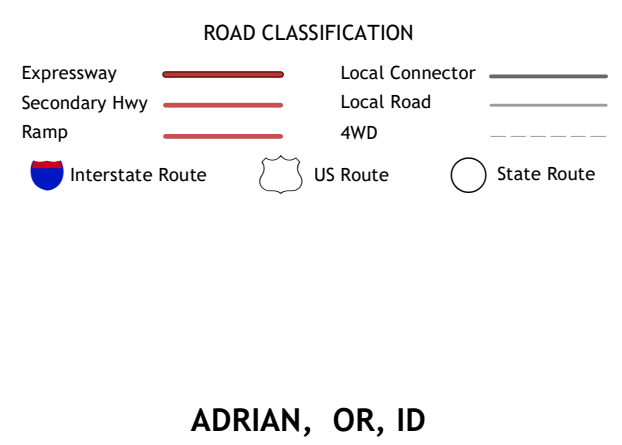 ROAD CLASSIFICATION
Expressway
Local Connector
Secondary Hwy
Local Road
Ramp
4WD
Interstate Route
US Route
State Route
ADRIAN, OR, ID